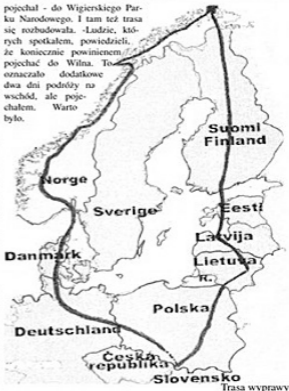 pojechał - do Wigierskiego Par-
ku Narodowego. I tam też trasa
się rozbudowała. -Ludzie, któ-
rych spotkałem, powiedzieli,
że koniecznie powinienem
pojechać do Wilna. To
oznaczało dodatkowe
dwa dni podróży na
wschód, ale poje-
chałem. Warto
było.
Suomi
Finland
Norge
Sverige
Eesti
Latvija
Danmark
Lietuva
R.
Polska
Deutschland
Česka
republika
Slovensko
Trasa wyprawy